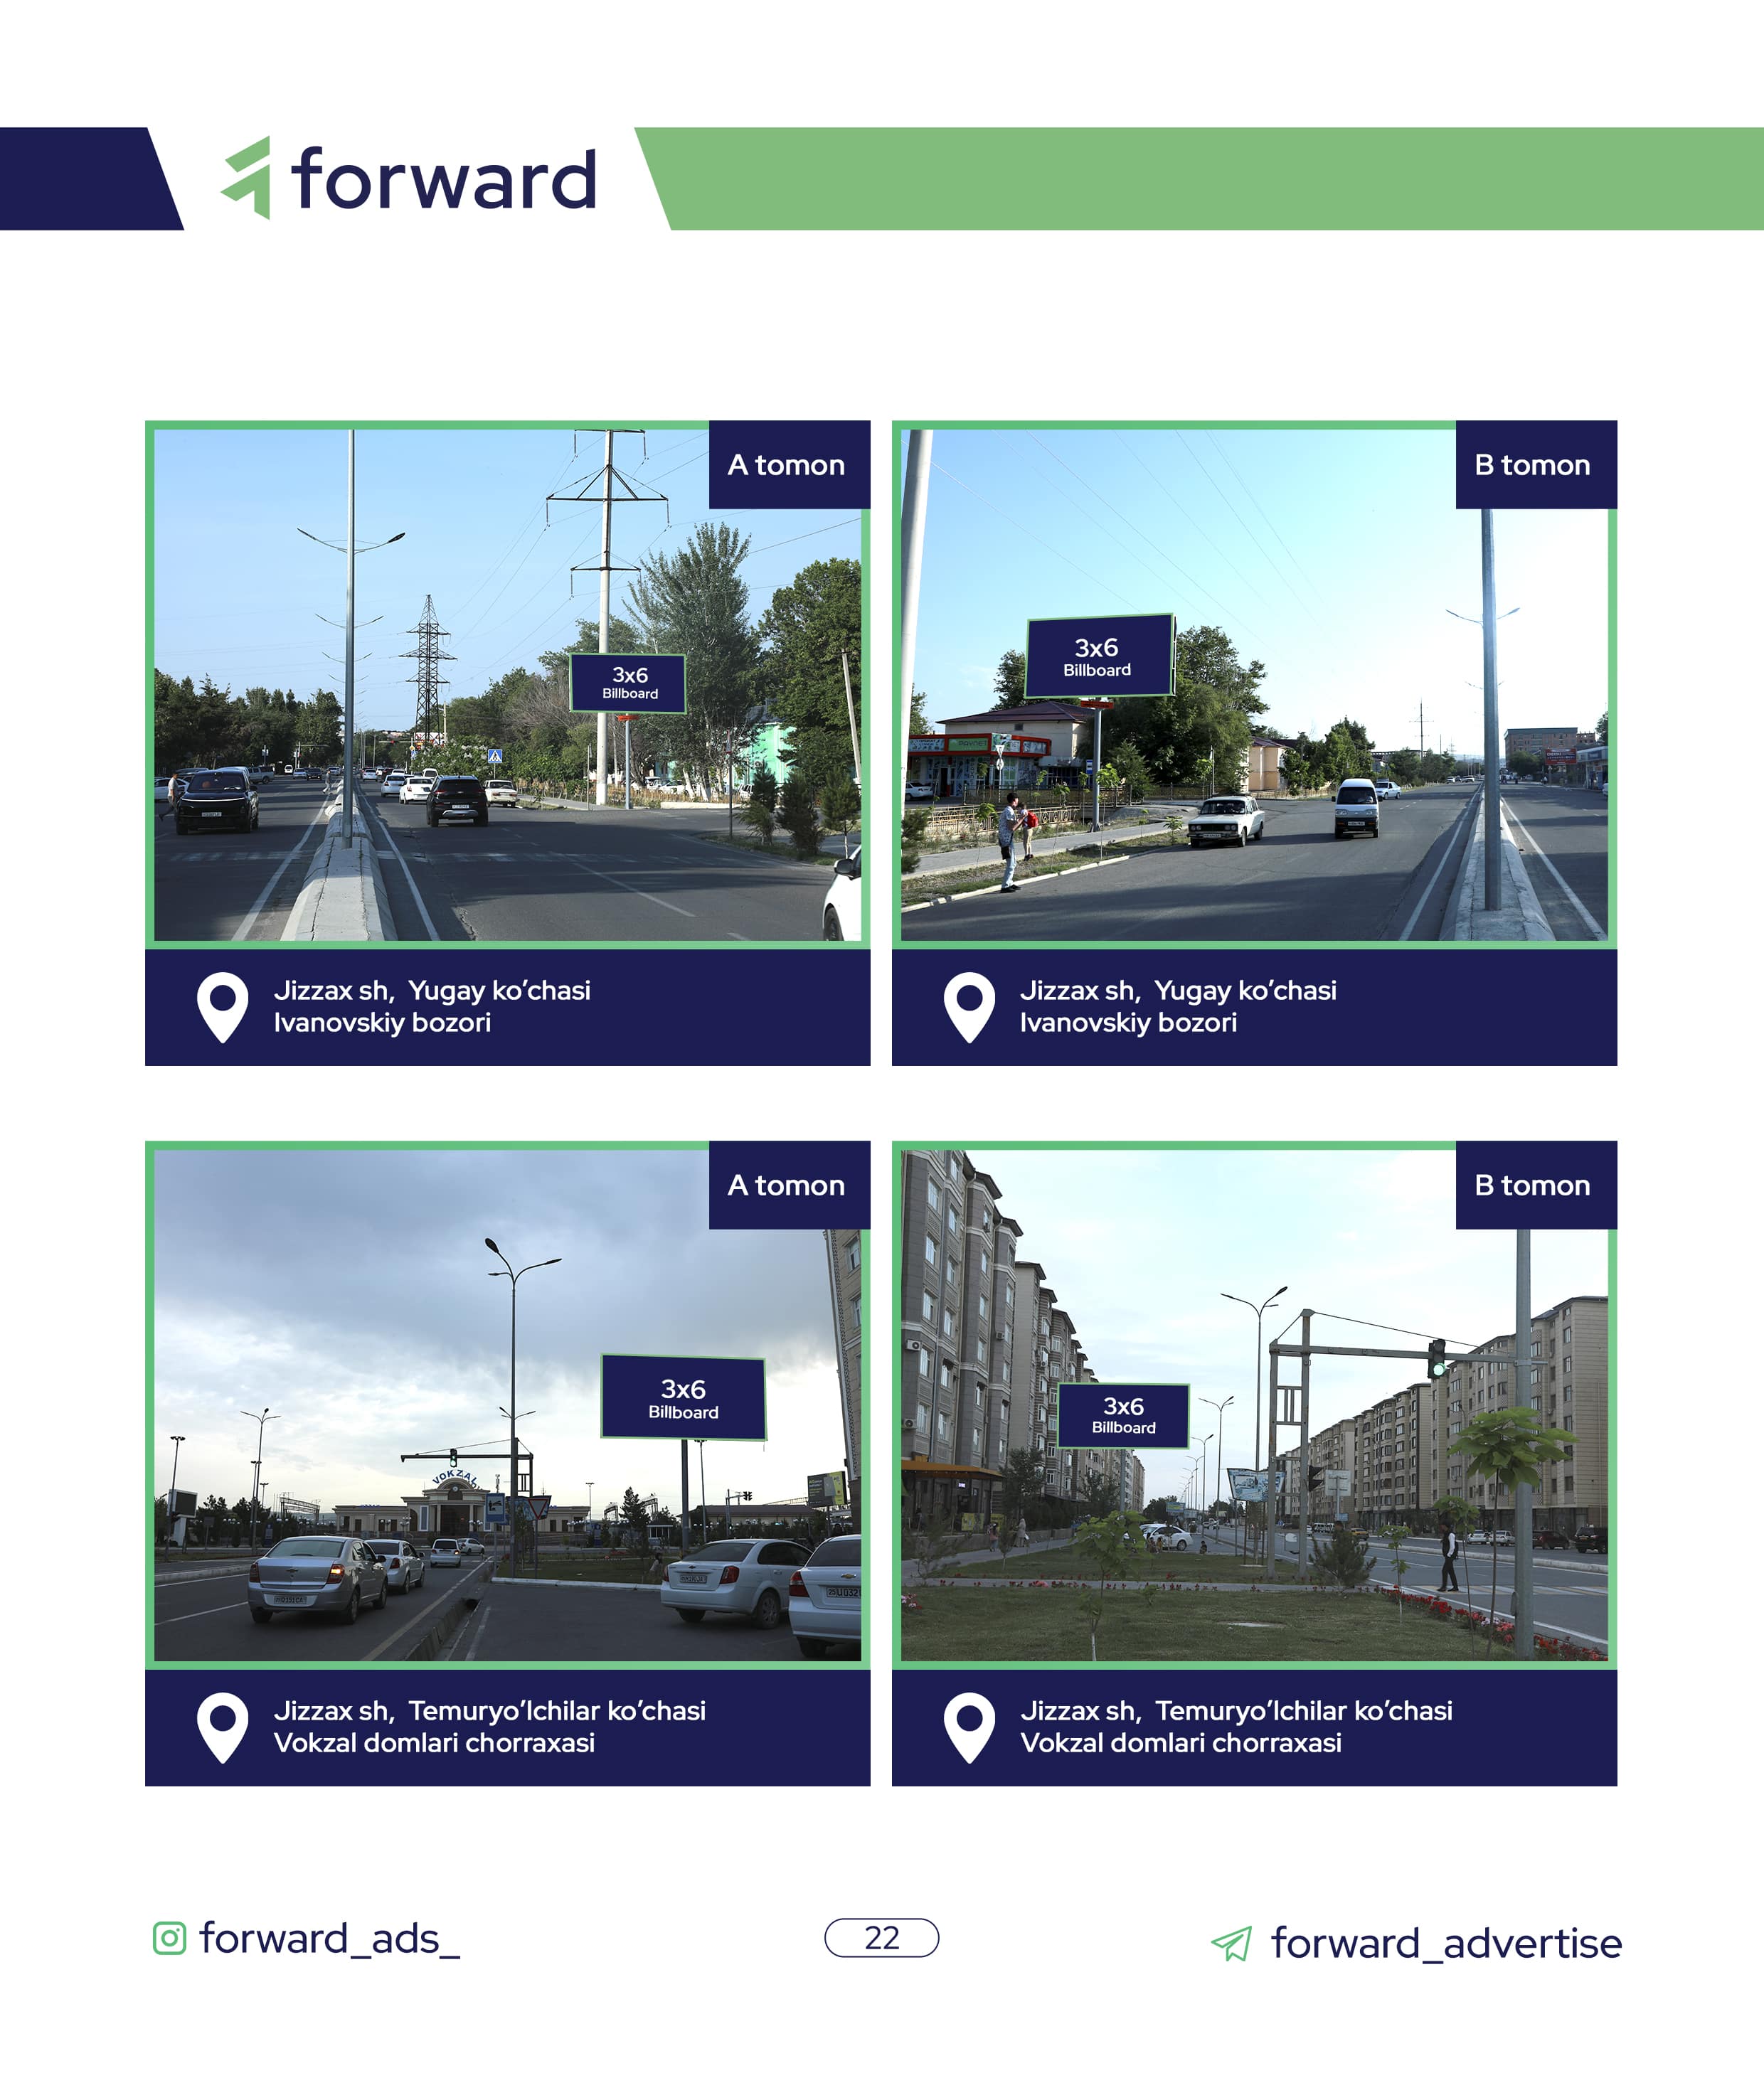 forward
A tomon
3x6
Billboard
Jizzax sh, Yugay ko‘chasi
Ivanovskiy bozori
B tomon
3x6
Billboard
PAYNET
Jizzax sh, Yugay ko‘chasi
Ivanovskiy bozori
A tomon
3x6
Billboard
VOKZAL
Jizzax sh, Temuryo‘lchilar ko‘chasi
Vokzal domlari chorraxasi
B tomon
3x6
Billboard
Jizzax sh, Temuryo‘lchilar ko‘chasi
Vokzal domlari chorraxasi
forward_ads_
22
forward_advertise